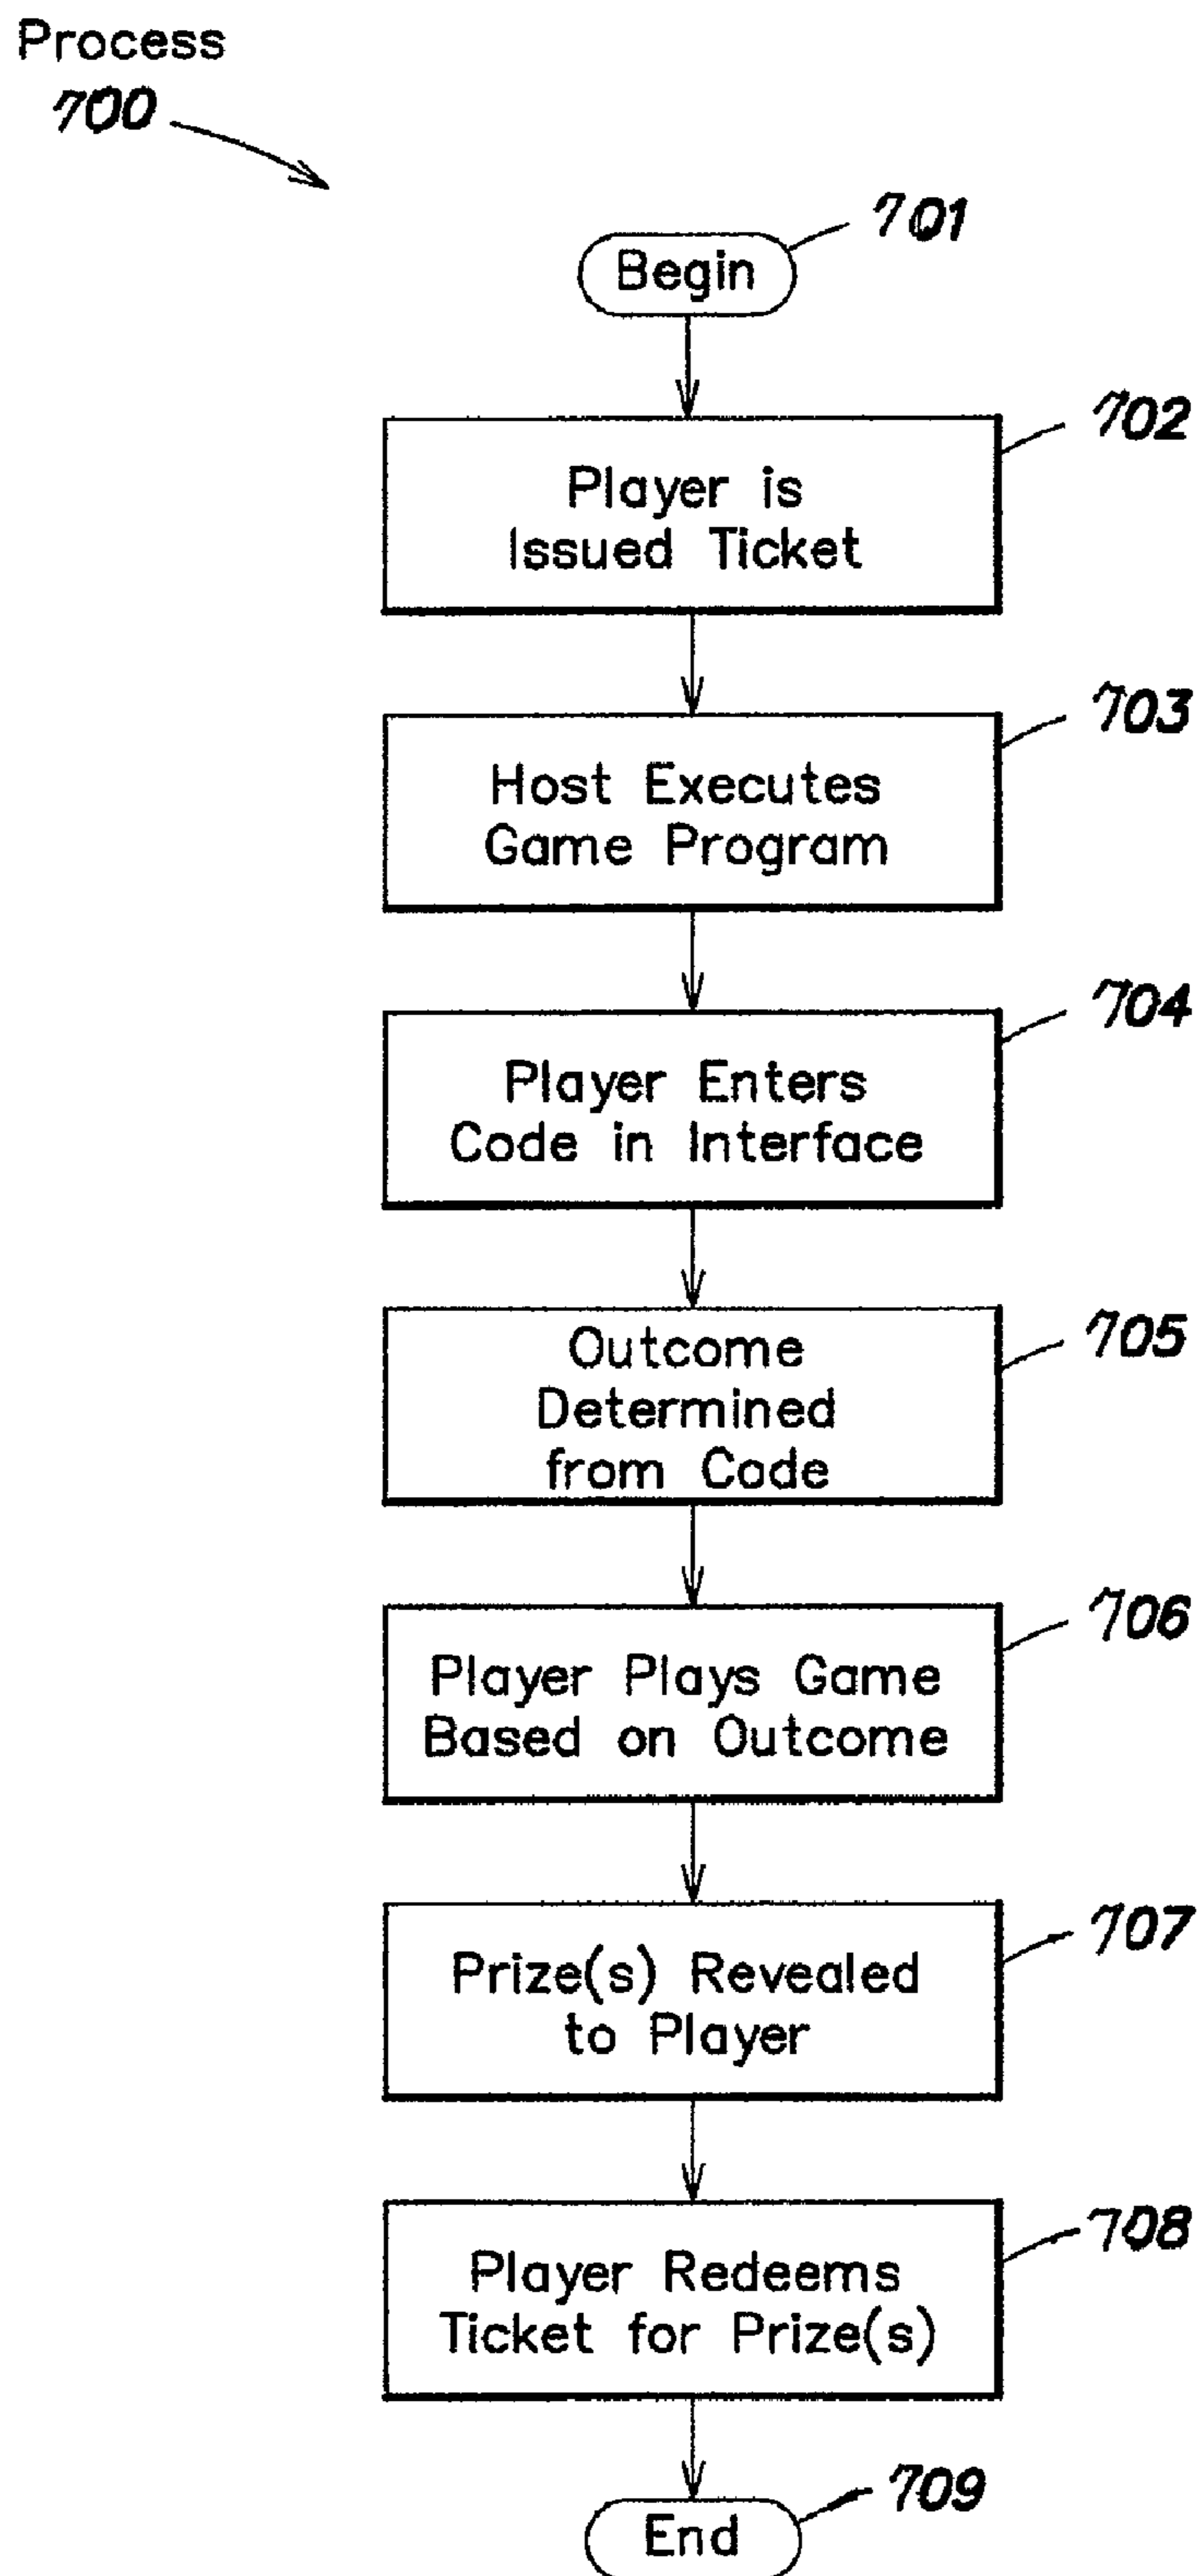 Process
700
701
Begin
702
Player is
Issued Ticket
703
Host Executes
Game Program
704
Player Enters
Code in Interface
705
Outcome
Determined
from Code
706
Player Plays Game
Based on Outcome
707
Prize(s) Revealed
to Player
708
Player Redeems
Ticket for Prize(s)
709
End